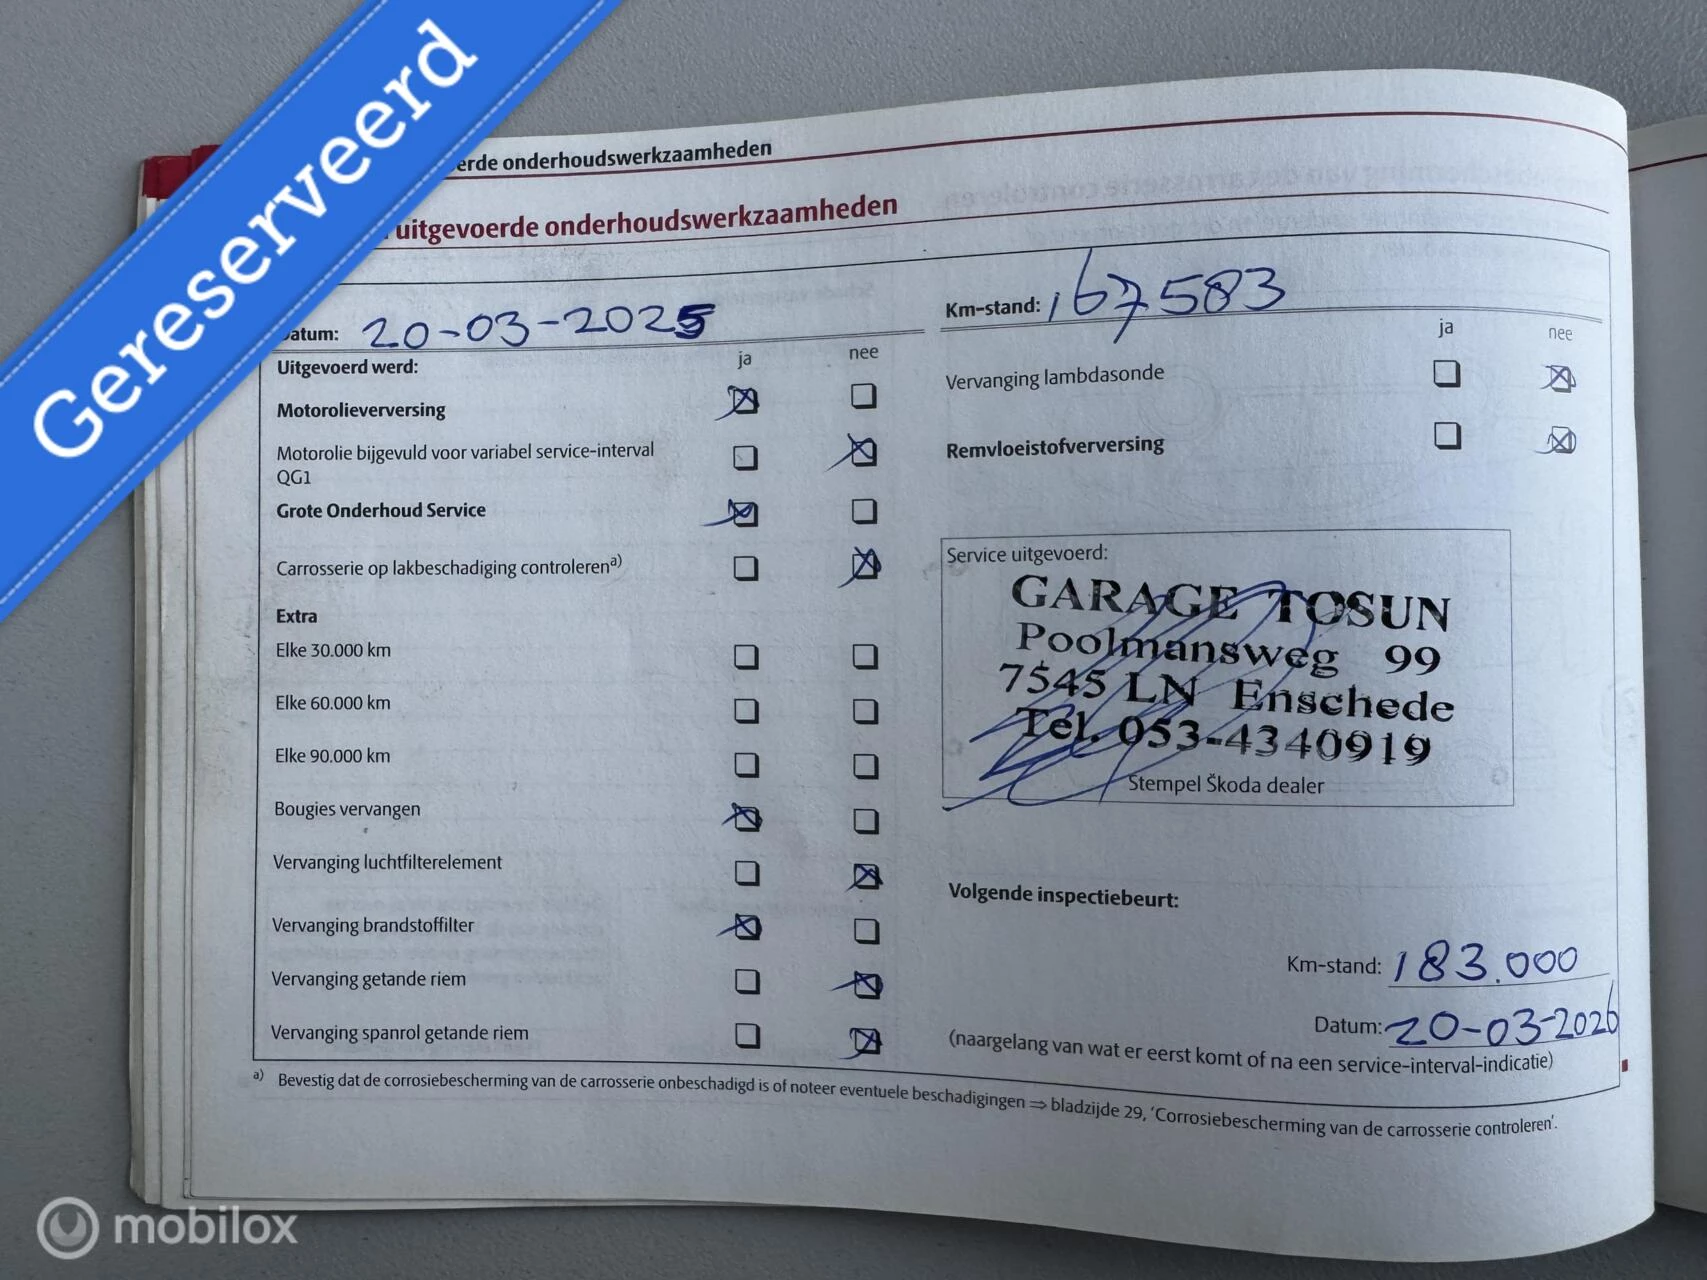 Gereserveerd
erde onderhoudswerkzaamheden
uitgevoerde onderhoudswerkzaamheden
Datum: 20-03-2025
Km-stand: 167583
Uitgevoerd werd:
ja nee
ja nee
Motorolieverversing
Vervanging lambdasonde
Motorolie bijgevuld voor variabel service-interval
QG1
Remvloeistofverversing
Grote Onderhoud Service
Carrosserie op lakbeschadiging controleren a)
Extra
Elke 30.000 km
Elke 60.000 km
Elke 90.000 km
Bougies vervangen
Vervanging luchtfilterelement
Vervanging brandstoffilter
Vervanging getande riem
Vervanging spanrol getande riem
Service uitgevoerd:
GARAGE TOSUN
Poolmansweg 99
7545 LN Enschede
Tel. 053-4340919
Stempel Škoda dealer
Volgende inspectiebeurt:
Km-stand: 183.000
Datum: 20-03-2026
(naargelang van wat er eerst komt of na een service-interval-indicatie)
a) Bevestig dat de corrosiebescherming van de carrosserie onbeschadigd is of noteer eventuele beschadigingen ⇒ bladzijde 29, ‘Corrosiebescherming van de carrosserie controleren’.
mobilox